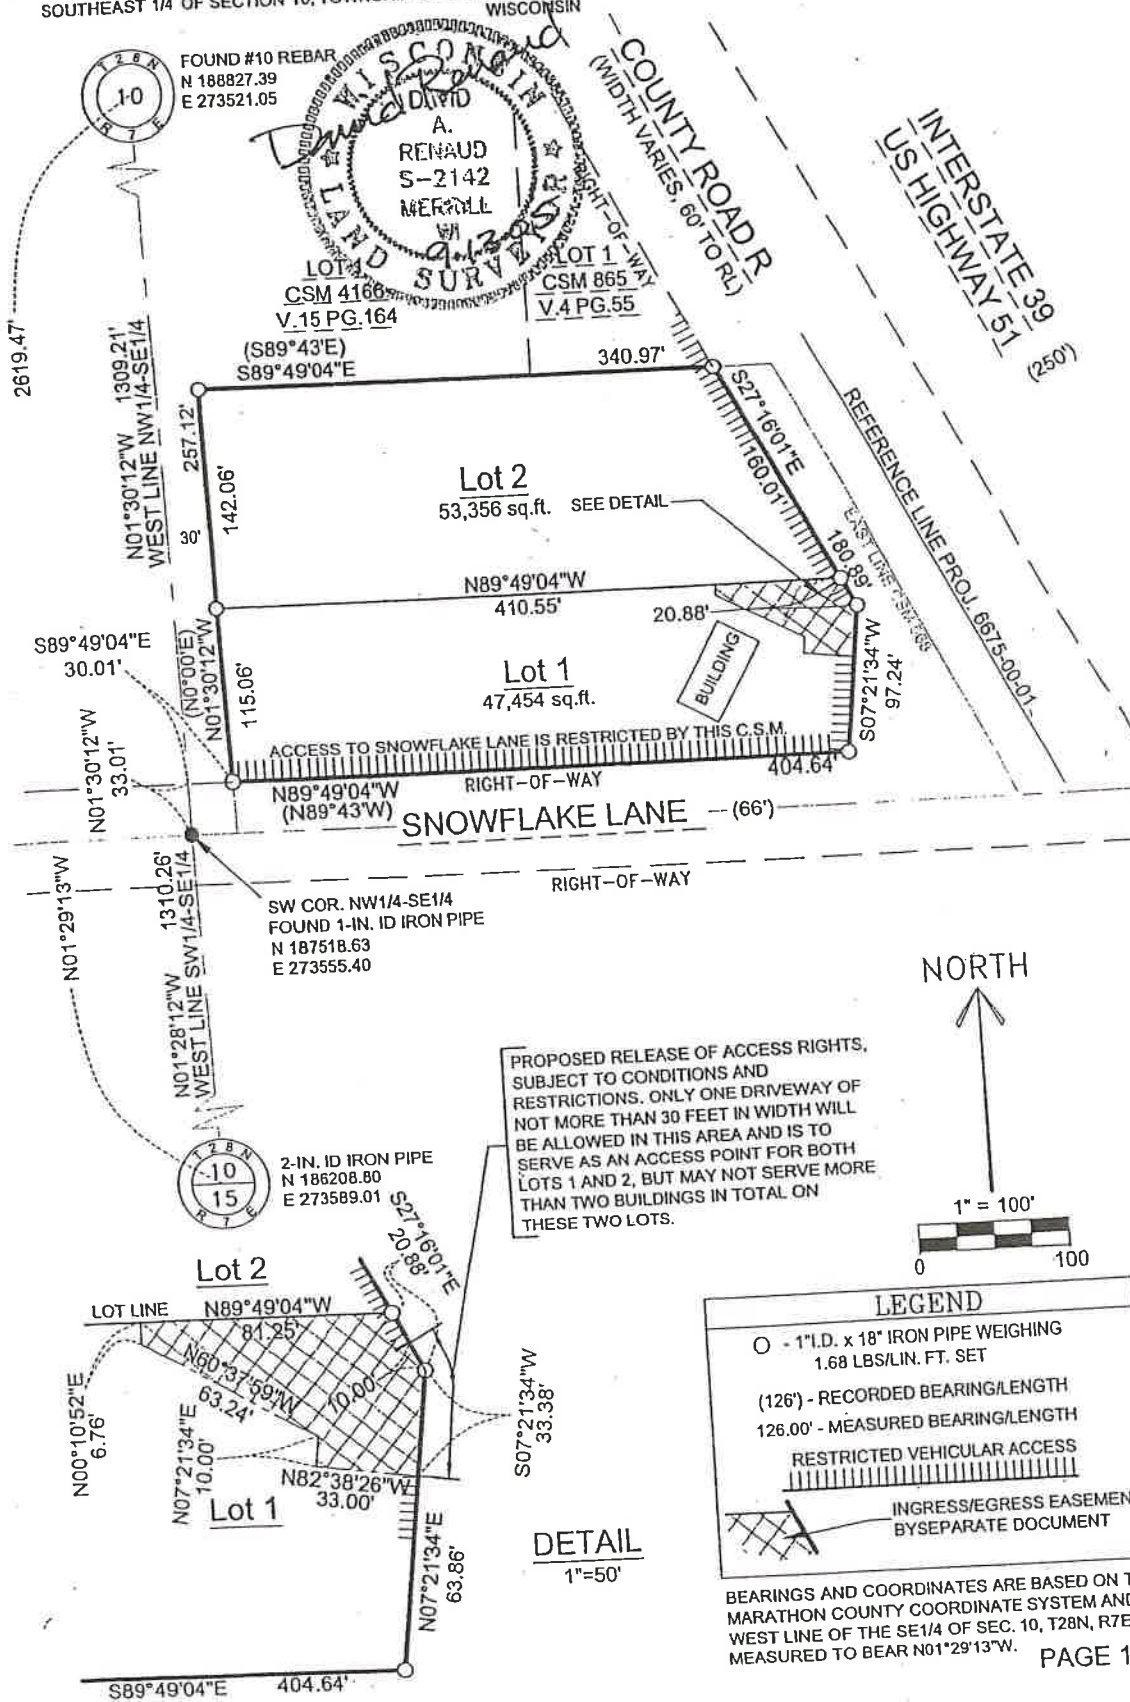 SOUTHEAST 1/4 OF SECTION 10,
WISCONSIN
T 2 8 N
10
R 7 E
FOUND #10 REBAR
N 188827.39
E 273521.05
WISCONSIN
DAVID
A.
RENAUD
S-2142
MERRILL
WI
LAND SURVEYOR
David Renaud
COUNTY ROAD R
(WIDTH VARIES, 60' TO RL)
RIGHT-OF-WAY
INTERSTATE 39
US HIGHWAY 51
(250')
2619.47'
N01°30'12"W 1309.21'
WEST LINE NW1/4-SE1/4
LOT 1
CSM 4166
V.15 PG.164
LOT 1
CSM 865
V.4 PG.55
(S89°43'E)
S89°49'04"E
340.97'
257.12'
142.06'
30'
Lot 2
53,356 sq.ft.
SEE DETAIL
S27°16'01"E
160.01'
180.89'
REFERENCE LINE PROJ. 6675-00-01
N89°49'04"W
410.55'
20.88'
S89°49'04"E
30.01'
(N0°00'E)
N01°30'12"W
115.06'
Lot 1
47,454 sq.ft.
BUILDING
S07°21'34"W
97.24'
N01°30'12"W
33.01'
ACCESS TO SNOWFLAKE LANE IS RESTRICTED BY THIS C.S.M.
N89°49'04"W
(N89°43'W)
RIGHT-OF-WAY
404.64'
SNOWFLAKE LANE (66')
RIGHT-OF-WAY
N01°29'13"W
1310.26'
N01°28'12"W
WEST LINE SW1/4-SE1/4
SW COR. NW1/4-SE1/4
FOUND 1-IN. ID IRON PIPE
N 187518.63
E 273555.40
NORTH
PROPOSED RELEASE OF ACCESS RIGHTS,
SUBJECT TO CONDITIONS AND
RESTRICTIONS. ONLY ONE DRIVEWAY OF
NOT MORE THAN 30 FEET IN WIDTH WILL
BE ALLOWED IN THIS AREA AND IS TO
SERVE AS AN ACCESS POINT FOR BOTH
LOTS 1 AND 2, BUT MAY NOT SERVE MORE
THAN TWO BUILDINGS IN TOTAL ON
THESE TWO LOTS.
T 2 8 N
10
15
R 7 E
2-IN. ID IRON PIPE
N 186208.80
E 273589.01
1" = 100'
0 100
Lot 2
S27°16'01"E
20.88'
LOT LINE
N89°49'04"W
81.25'
N60°37'59"W
63.24'
10.00
N00°10'52"E
6.76'
N07°21'34"E
10.00'
N82°38'26"W
33.00'
S07°21'34"W
33.38'
Lot 1
N07°21'34"E
63.86'
DETAIL
1"=50'
S89°49'04"E 404.64'
LEGEND
O - 1"I.D. x 18" IRON PIPE WEIGHING
1.68 LBS/LIN. FT. SET
(126') - RECORDED BEARING/LENGTH
126.00' - MEASURED BEARING/LENGTH
RESTRICTED VEHICULAR ACCESS
INGRESS/EGRESS EASEMEN
BYSEPARATE DOCUMENT
BEARINGS AND COORDINATES ARE BASED ON T
MARATHON COUNTY COORDINATE SYSTEM AND
WEST LINE OF THE SE1/4 OF SEC. 10, T28N, R7E
MEASURED TO BEAR N01°29'13"W.
PAGE 1